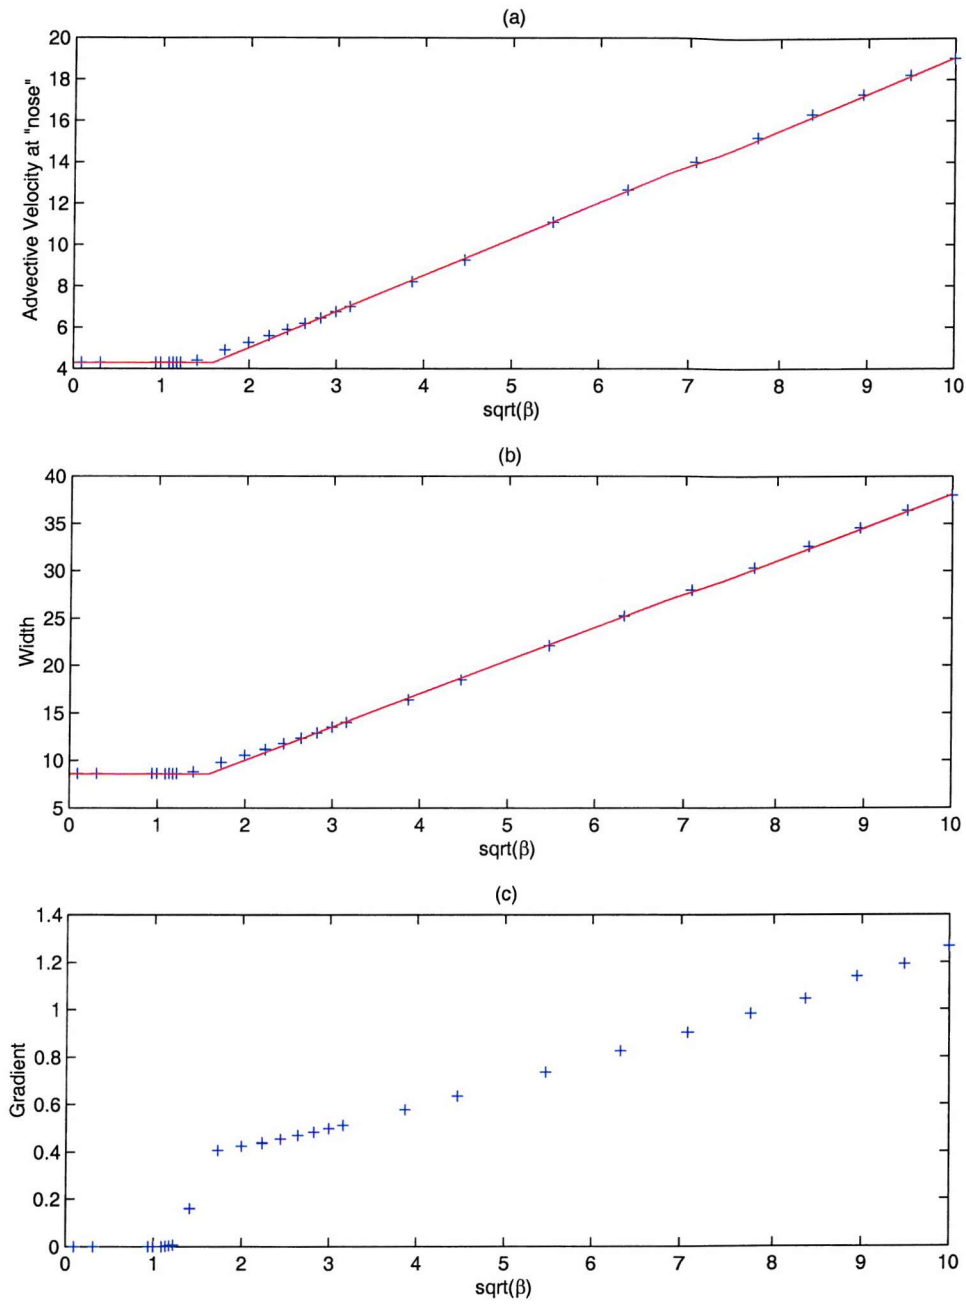 (a)
20
18
16
14
12
10
8
6
4
Advective Velocity at "nose"
0 1 2 3 4 5 6 7 8 9 10
sqrt(β)
(b)
40
35
30
25
20
15
10
5
Width
0 1 2 3 4 5 6 7 8 9 10
sqrt(β)
(c)
1.4
1.2
1
0.8
0.6
0.4
0.2
0
Gradient
0 1 2 3 4 5 6 7 8 9 10
sqrt(β)